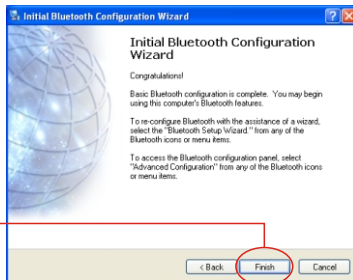 Initial Bluetooth Configuration Wizard
Initial Bluetooth Configuration
Wizard
Congratulations!
Basic Bluetooth configuration is complete. You may begin
using this computer's Bluetooth features.
To re-configure Bluetooth with the assistance of a wizard,
select the "Bluetooth Setup Wizard." from any of the
Bluetooth icons or menu items.
To access the Bluetooth configuration panel, select
"Advanced Configuration" from any of the Bluetooth icons
or menu items.
< Back Finish Cancel